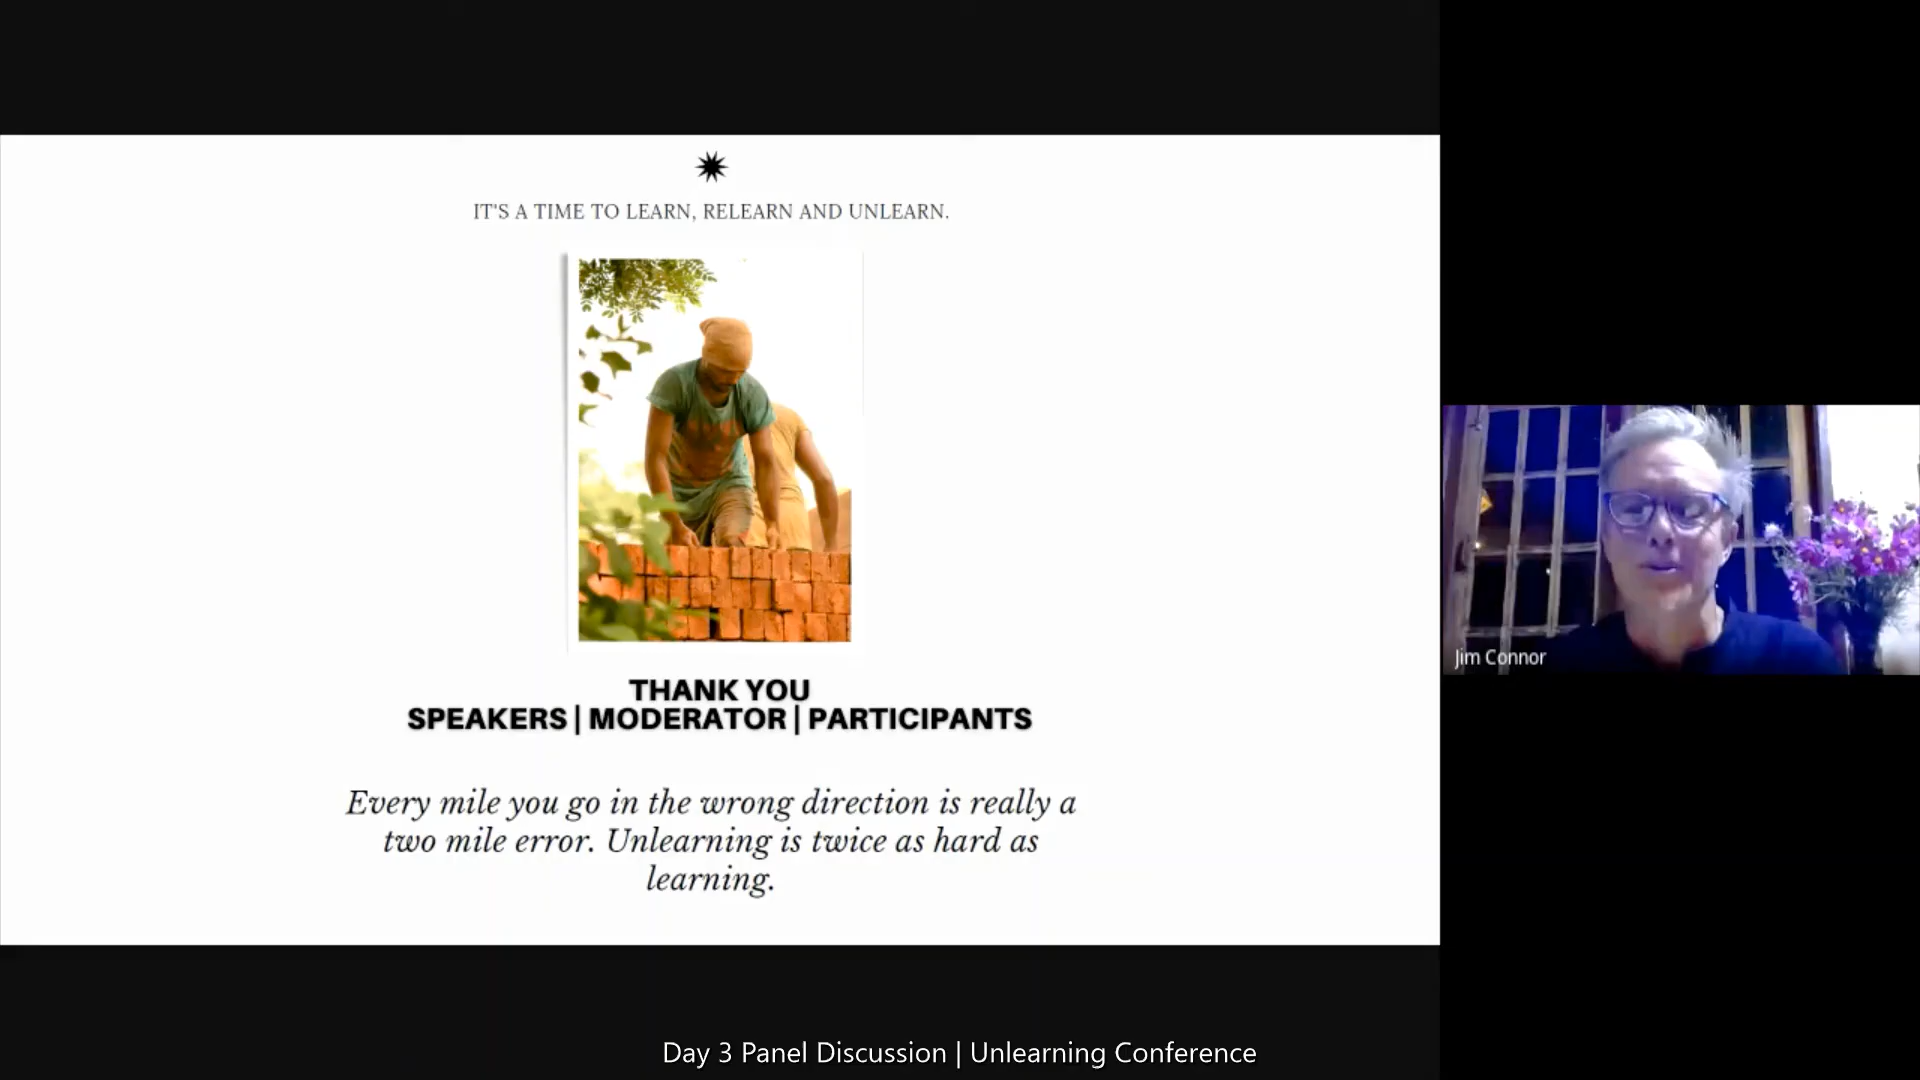 IT'S A TIME TO LEARN, RELEARN AND UNLEARN.
THANK YOU
SPEAKERS | MODERATOR | PARTICIPANTS
Every mile you go in the wrong direction is really a
two mile error. Unlearning is twice as hard as
learning.
Jim Connor
Day 3 Panel Discussion | Unlearning Conference